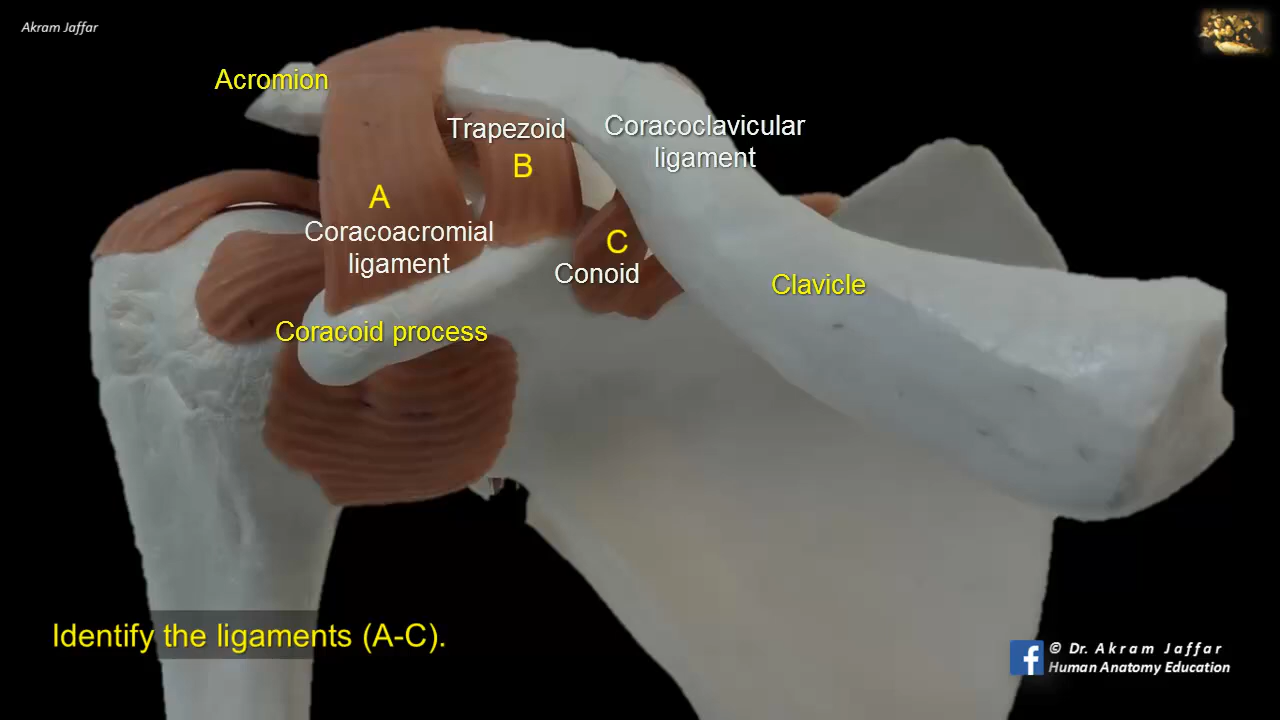 Akram Jaffar
Acromion
Trapezoid
Coracoclavicular
ligament
B
A
Coracoacromial
ligament
C
Conoid
Clavicle
Coracoid process
Identify the ligaments (A-C).
f
© Dr. Akram Jaffar
Human Anatomy Education